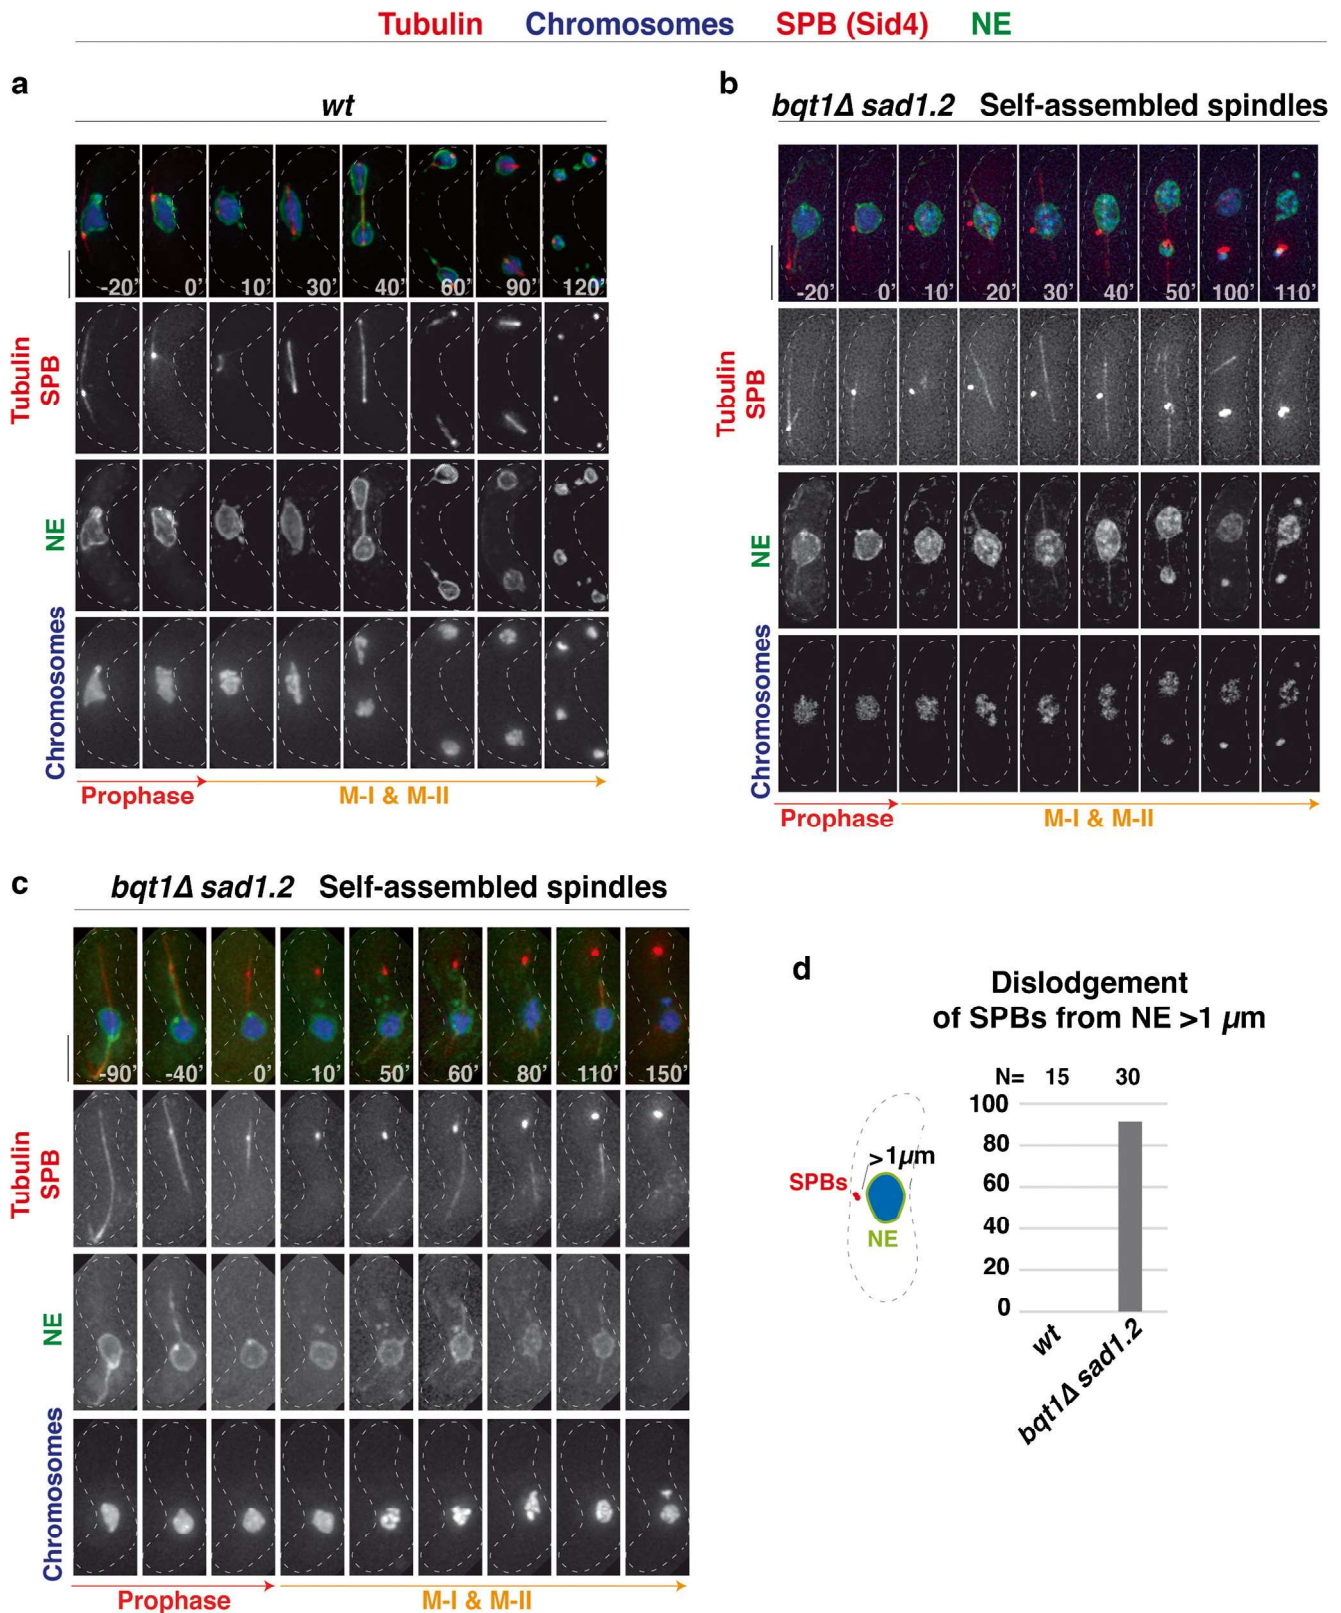 Tubulin Chromosomes SPB (Sid4) NE
a
wt
-20' 0' 10' 30' 40' 60' 90' 120'
Tubulin
SPB
NE
Chromosomes
Prophase M-I & M-II
b
bqt1Δ sad1.2 Self-assembled spindles
-20' 0' 10' 20' 30' 40' 50' 100' 110'
Tubulin
SPB
NE
Chromosomes
Prophase M-I & M-II
c
bqt1Δ sad1.2 Self-assembled spindles
-90' -40' 0' 10' 50' 60' 80' 110' 150'
Tubulin
SPB
NE
Chromosomes
Prophase M-I & M-II
d
Dislodgement
of SPBs from NE >1 µm
N= 15 30
100
80
60
40
20
0
>1µm
SPBs
NE
wt
bqt1Δ sad1.2